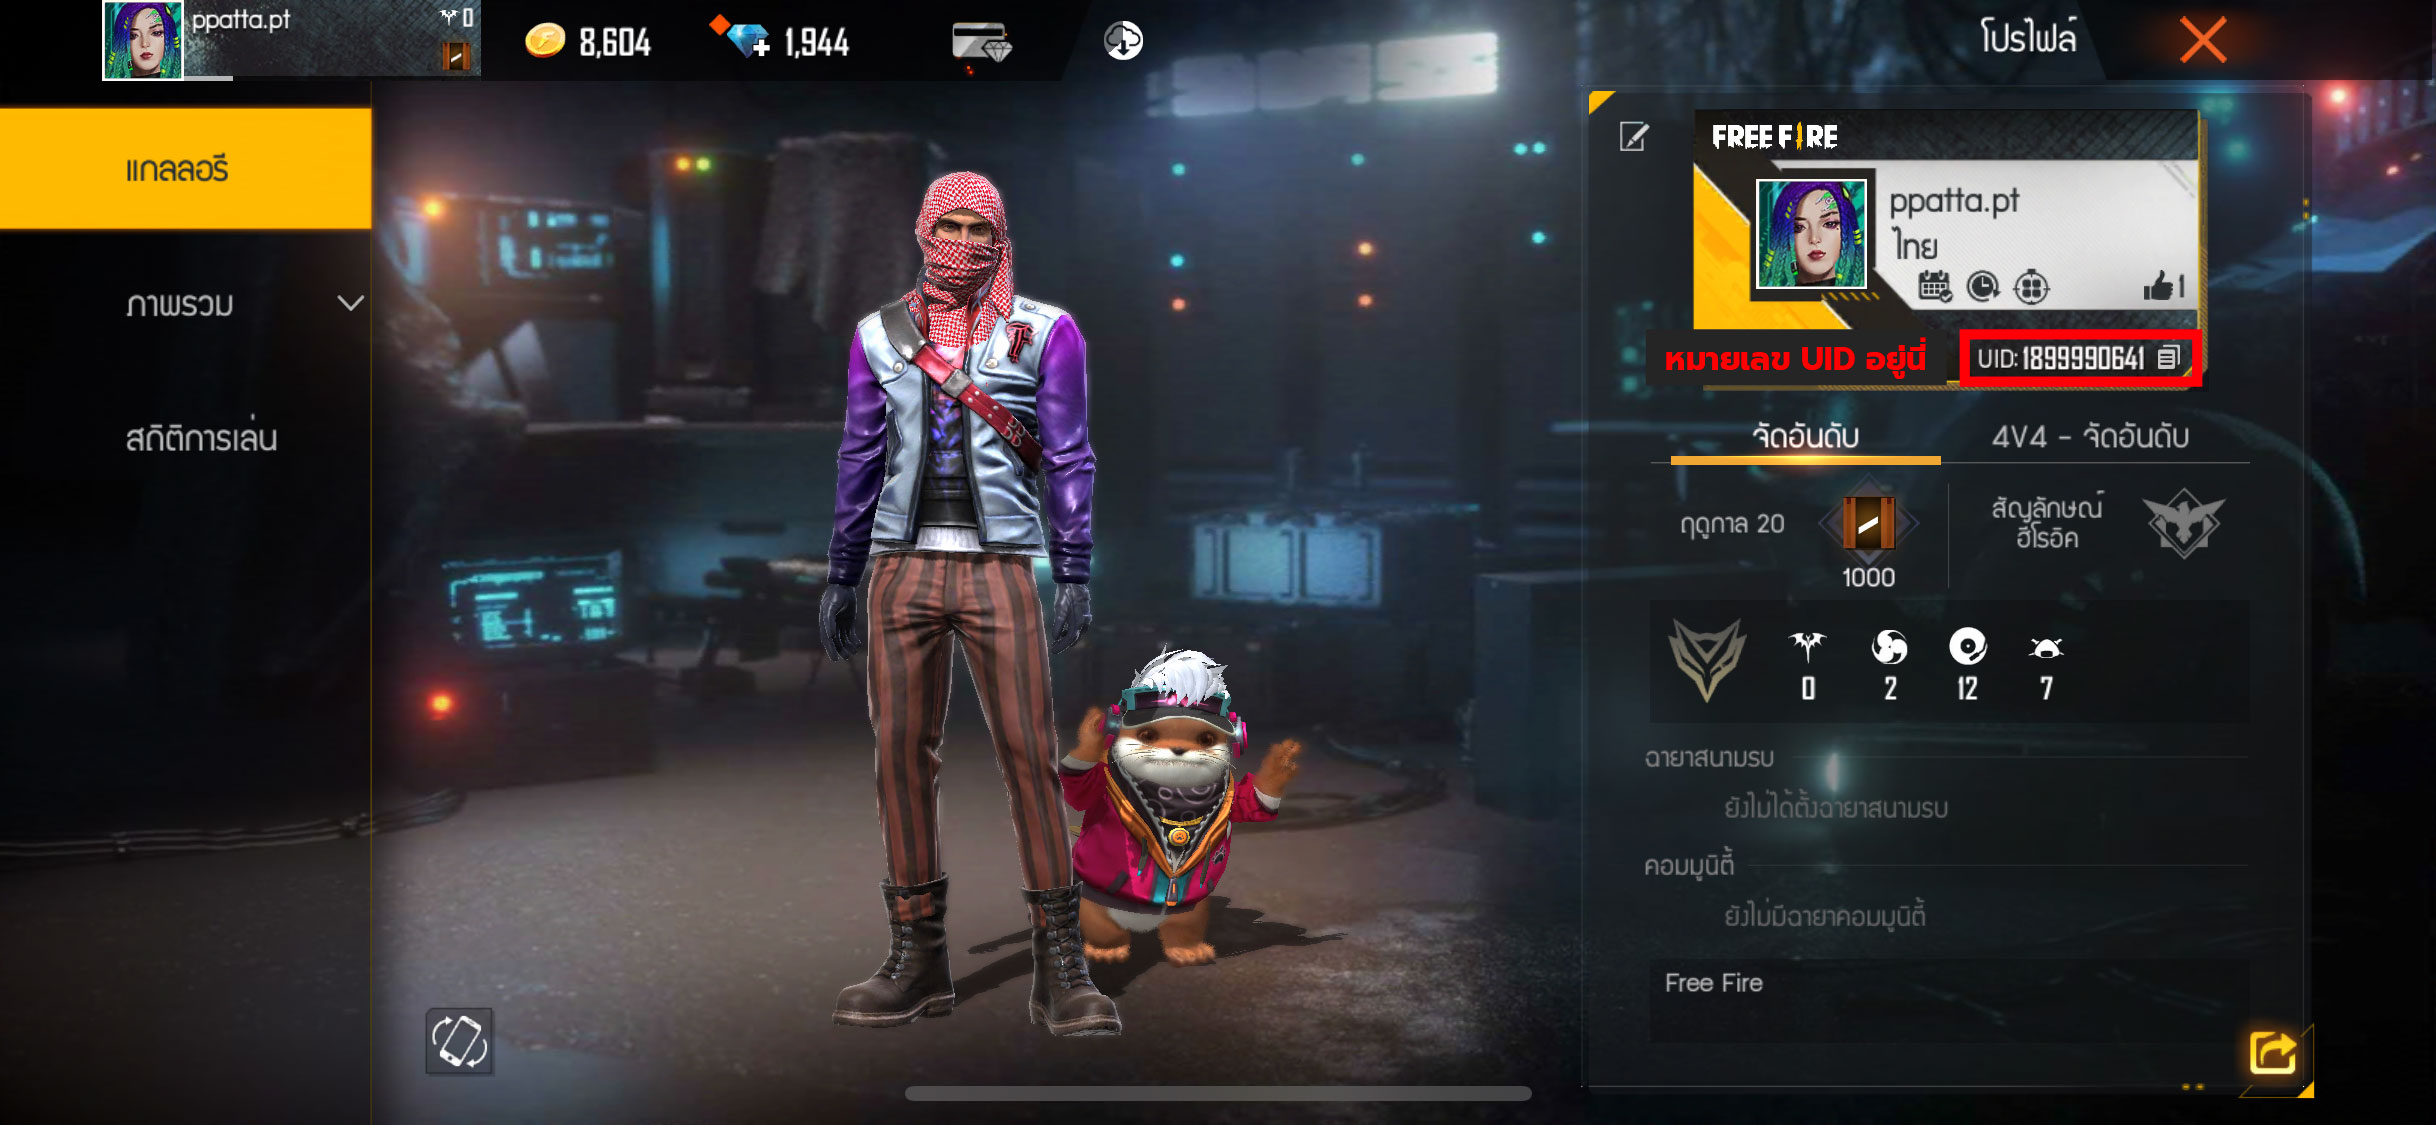 ppatta.pt
0
8,604
1,944
โปรไฟล์
แกลลอรี
ภาพรวม
สถิติการเล่น
FREE FIRE
ppatta.pt
ไทย
1
หมายเลข UID อยู่นี่
UID: 1899990641
จัดอันดับ
4V4 - จัดอันดับ
ฤดูกาล 20
1000
สัญลักษณ์
ฮีโรอิค
0 2 12 7
ฉายาสนามรบ
ยังไม่ได้ตั้งฉายาสนามรบ
คอมมูนิตี้
ยังไม่มีฉายาคอมมูนิตี้
Free Fire